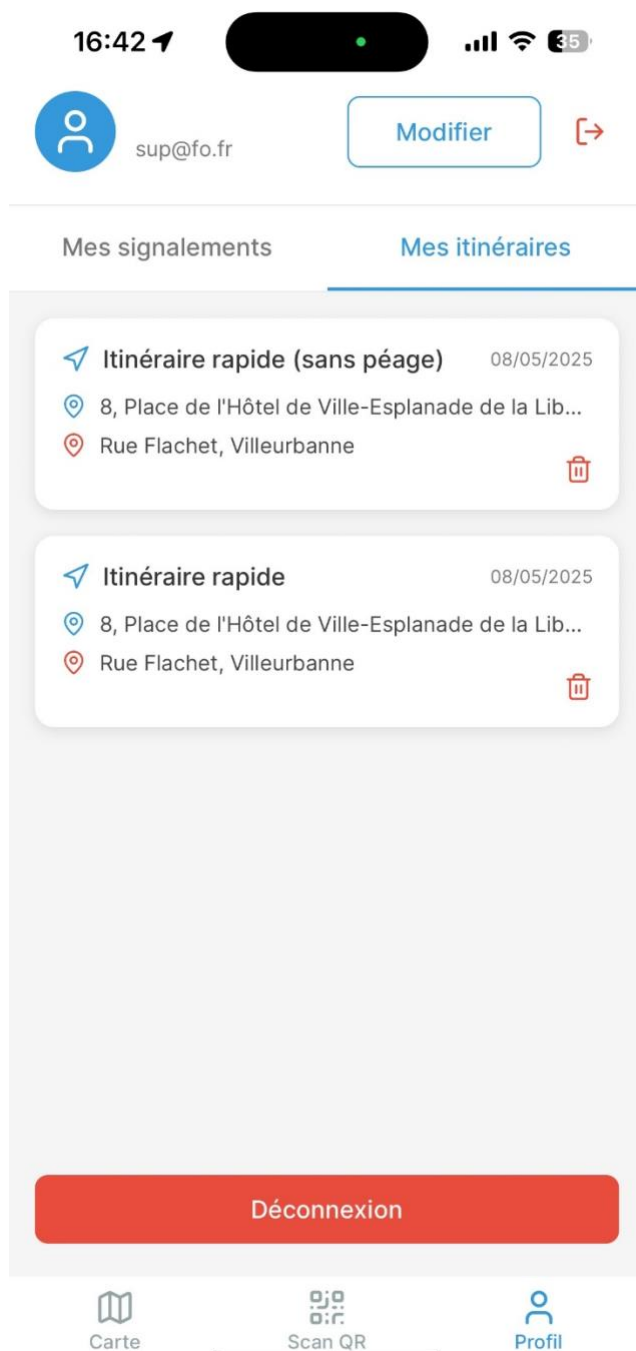 16:42
35
sup@fo.fr
Modifier
Mes signalements
Mes itinéraires
Itinéraire rapide (sans péage)
08/05/2025
8, Place de l'Hôtel de Ville-Esplanade de la Lib...
Rue Flachet, Villeurbanne
Itinéraire rapide
08/05/2025
8, Place de l'Hôtel de Ville-Esplanade de la Lib...
Rue Flachet, Villeurbanne
Déconnexion
Carte
Scan QR
Profil